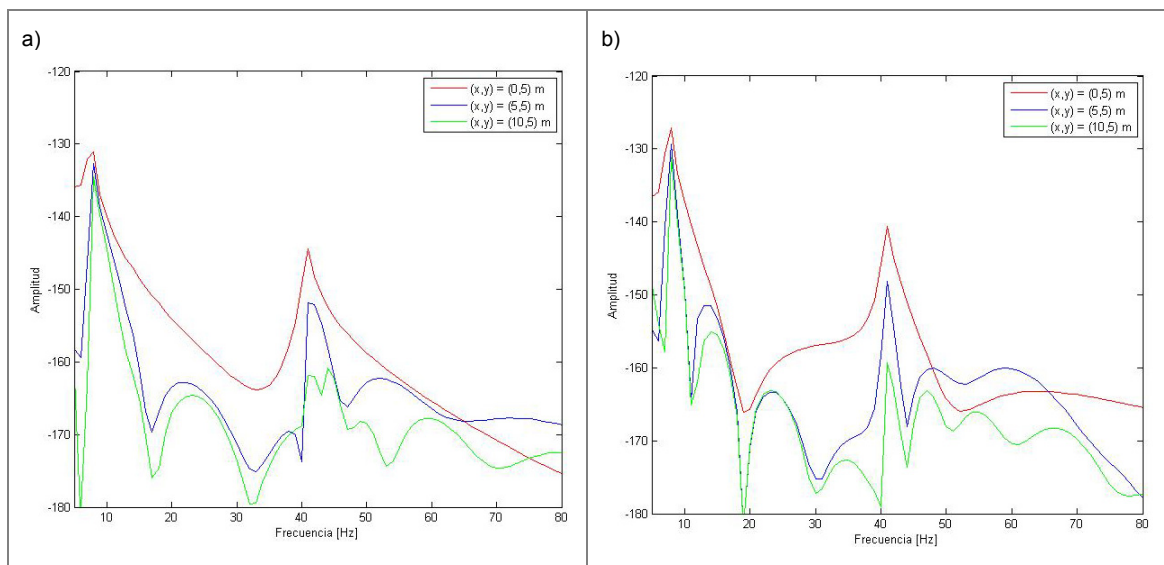 a)
(x,y) = (0,5) m
(x,y) = (5,5) m
(x,y) = (10,5) m
-120
-130
-140
-150
-160
-170
-180
Amplitud
10 20 30 40 50 60 70 80
Frecuencia [Hz]
b)
(x,y) = (0,5) m
(x,y) = (5,5) m
(x,y) = (10,5) m
-120
-130
-140
-150
-160
-170
-180
Amplitud
10 20 30 40 50 60 70 80
Frecuencia [Hz]